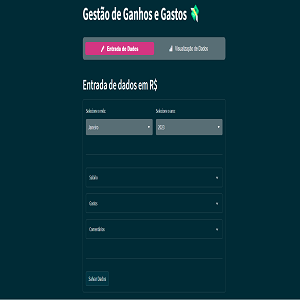 Gestão de Ganhos e Gastos 💸
Entrada de Dados
Visualização de Dados
Entrada de dados em R$
Selecione o mês:
Selecione o ano:
Janeiro
2023
Salário
Gastos
Comentários
Salvar Dados